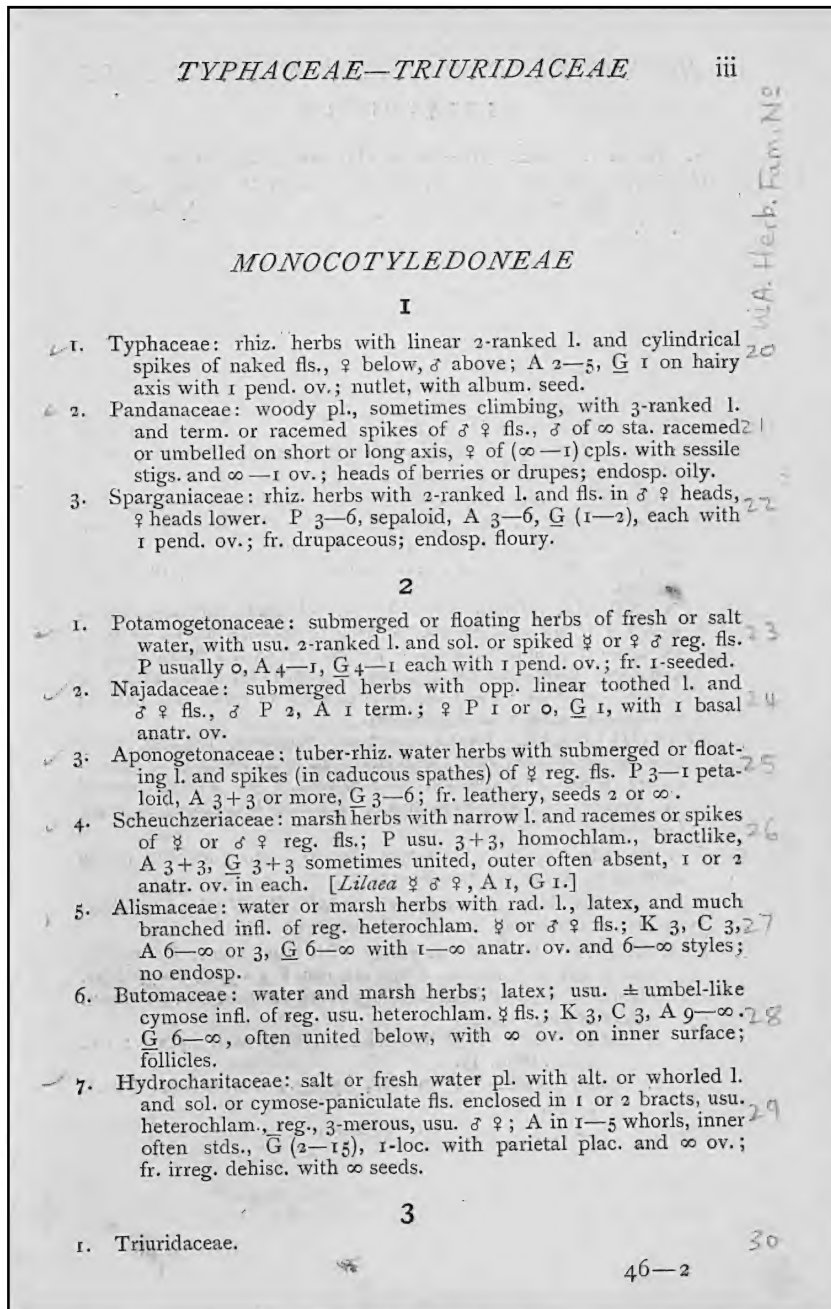 TYPHACEAE—TRIURIDACEAE iii
W.A. Herb. Fam. Nº
MONOCOTYLEDONEAE
1
1. Typhaceae: rhiz. herbs with linear 2-ranked l. and cylindrical 20
spikes of naked fls., ♀ below, ♂ above; A 2—5, G 1 on hairy
axis with 1 pend. ov.; nutlet, with album. seed.
2. Pandanaceae: woody pl., sometimes climbing, with 3-ranked l.
and term. or racemed spikes of ♂ ♀ fls., ♂ of ∞ sta. racemed 21
or umbelled on short or long axis, ♀ of (∞—1) cpls. with sessile
stigs. and ∞—1 ov.; heads of berries or drupes; endosp. oily.
3. Sparganiaceae: rhiz. herbs with 2-ranked l. and fls. in ♂ ♀ heads, 22
♀ heads lower. P 3—6, sepaloid, A 3—6, G (1—2), each with
1 pend. ov.; fr. drupaceous; endosp. floury.
2
1. Potamogetonaceae: submerged or floating herbs of fresh or salt
water, with usu. 2-ranked l. and sol. or spiked ☿ or ♀ ♂ reg. fls. 23
P usually 0, A 4—1, G 4—1 each with 1 pend. ov.; fr. 1-seeded.
2. Najadaceae: submerged herbs with opp. linear toothed l. and
♂ ♀ fls., ♂ P 2, A 1 term.; ♀ P 1 or 0, G 1, with 1 basal 24
anatr. ov.
3. Aponogetonaceae: tuber-rhiz. water herbs with submerged or float-
ing l. and spikes (in caducous spathes) of ☿ reg. fls. P 3—1 peta- 25
loid, A 3+3 or more, G 3—6; fr. leathery, seeds 2 or ∞.
4. Scheuchzeriaceae: marsh herbs with narrow l. and racemes or spikes
of ☿ or ♂ ♀ reg. fls.; P usu. 3+3, homochlam., bractlike, 26
A 3+3, G 3+3 sometimes united, outer often absent, 1 or 2
anatr. ov. in each. [Lilaea ☿ ♂ ♀, A 1, G 1.]
5. Alismaceae: water or marsh herbs with rad. l., latex, and much
branched infl. of reg. heterochlam. ☿ or ♂ ♀ fls.; K 3, C 3, 27
A 6—∞ or 3, G 6—∞ with 1—∞ anatr. ov. and 6—∞ styles;
no endosp.
6. Butomaceae: water and marsh herbs; latex; usu. ± umbel-like
cymose infl. of reg. usu. heterochlam. ☿ fls.; K 3, C 3, A 9—∞. 28
G 6—∞, often united below, with ∞ ov. on inner surface;
follicles.
7. Hydrocharitaceae: salt or fresh water pl. with alt. or whorled l.
and sol. or cymose-paniculate fls. enclosed in 1 or 2 bracts, usu.
heterochlam., reg., 3-merous, usu. ♂ ♀; A in 1—5 whorls, inner 29
often stds., G (2—15), 1-loc. with parietal plac. and ∞ ov.;
fr. irreg. dehisc. with ∞ seeds.
3
1. Triuridaceae. 30
46—2